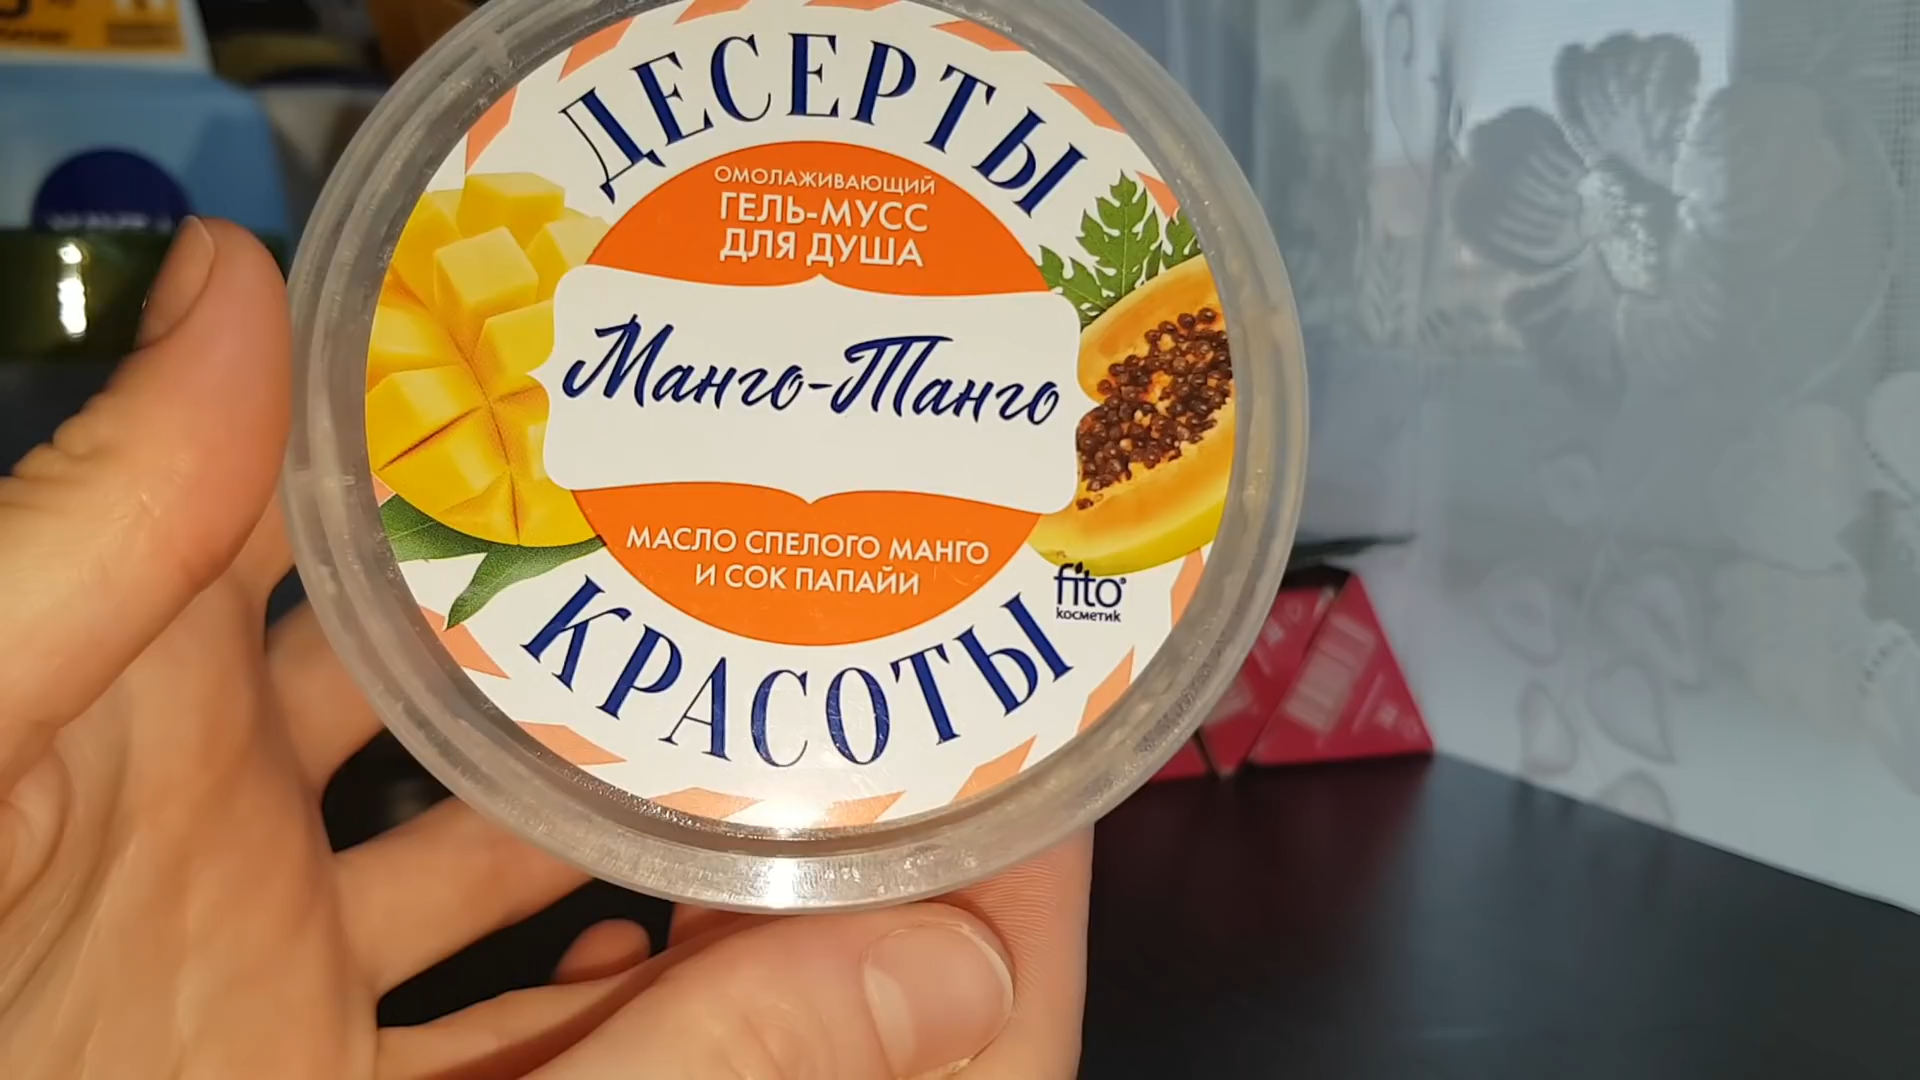 ДЕСЕРТЫ
ОМОЛАЖИВАЮЩИЙ
ГЕЛЬ-МУСС
ДЛЯ ДУША
Манго-Танго
МАСЛО СПЕЛОГО МАНГО
И СОК ПАПАЙИ
fito®
косметик
КРАСОТЫ